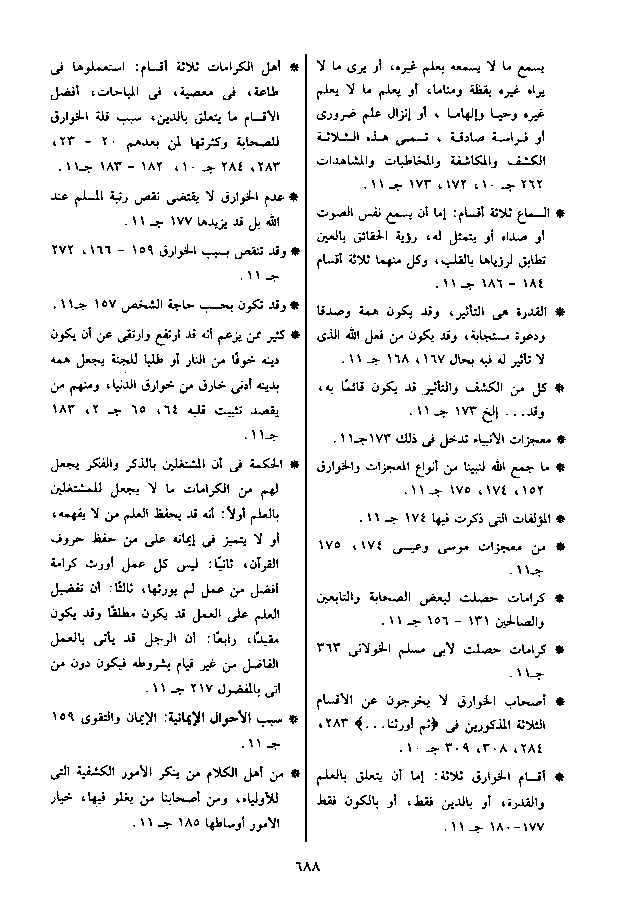 يسمع ما لا يسمعه غيره، أو يرى ما لا
يراه غيره يقظة ومناما، أو يعلم ما لا يعلم
غيره وحيا وإلهاما، أو إنزال علم ضرورى
أو فراسة صادقة، تسمى هذه الثلاثة
الكشف والمكاشفة والمخاطبات والمشاهدات
٢٦٢ جـ ١٠، ١٧٢، ١٧٣ جـ ١١.
* السماع ثلاثة أقسام: إما أن يسمع نفس الصوت
أو صداه أو يتمثل له، رؤية الحقائق بالعين
تطابق لرؤياها بالقلب، وكل منهما ثلاثة أقسام
١٨٤ - ١٨٦ جـ ١١.
* القدرة هى التأثير، وقد يكون همة وصدقا
ودعوة مستجابة، وقد يكون من فعل الله الذى
لا تأثير له فيه بحال ١٦٧، ١٦٨ جـ ١١.
* كل من الكشف والتأثير قد يكون قائمًا به،
وقد... إلخ ١٧٣ جـ ١١.
* معجزات الأنبياء تدخل فى ذلك ١٧٣جـ١١.
* ما جمع الله لنبينا من أنواع المعجزات والخوارق
١٥٢، ١٧٤، ١٧٥ جـ ١١.
* المؤلفات التى ذكرت فيها ١٧٤ جـ ١١.
* من معجزات موسى وعيسى ١٧٤، ١٧٥
جـ١١.
* كرامات حصلت لبعض الصحابة والتابعين
والصالحين ١٣١ - ١٥٦ جـ ١١.
* كرامات حصلت لأبى مسلم الخولانى ٣٦٣
جـ١١.
* أصحاب الخوارق لا يخرجون عن الأقسام
الثلاثة المذكورين فى ﴿ثم أورثنا...﴾ ٢٨٣،
٢٨٤، ٣٠٨، ٣٠٩ جـ ١٠.
* أقسام الخوارق ثلاثة: إما أن يتعلق بالعلم
والقدرة، أو بالدين فقط، أو بالكون فقط
١٧٧-١٨٠ جـ ١١.
* أهل الكرامات ثلاثة أقسام: استعملوها فى
طاعة، فى معصية، فى المباحات، أفضل
الأقسام ما يتعلق بالدين، سبب قلة الخوارق
للصحابة وكثرتها لمن بعدهم ٢٠ - ٢٣،
٢٨٣، ٢٨٤ جـ ١٠، ١٨٢ - ١٨٣ جـ١١.
* عدم الخوارق لا يقتضى نقص رتبة المسلم عند
الله بل قد يزيدها ١٧٧ جـ ١١.
* وقد تنقص بسبب الخوارق ١٥٩ - ١٦٦، ٢٧٢
جـ ١١.
* وقد تكون بحسب حاجة الشخص ١٥٧ جـ١١.
* كثير ممن يزعم أنه قد ارتفع وارتقى عن أن يكون
دينه خوفًا من النار أو طلبا للجنة يجعل همه
بدينه أدنى خارق من خوارق الدنيا، ومنهم من
يقصد تثبيت قلبه ٦٤، ٦٥ جـ ٢، ١٨٣
جـ١١.
* الحكمة فى أن المشتغلين بالذكر والفكر يجعل
لهم من الكرامات ما لا يجعل للمشتغلين
بالعلم أولاً: أنه قد يحفظ العلم من لا يفهمه،
أو لا يتميز فى إيمانه على من حفظ حروف
القرآن، ثانيًا: ليس كل عمل أورث كرامة
أفضل من عمل لم يورثها، ثالثًا: أن تفضيل
العلم على العمل قد يكون مطلقًا وقد يكون
مقيدًا، رابعًا: أن الرجل قد يأتى بالعمل
الفاضل من غير قيام بشروطه فيكون دون من
أتى بالمفضول ٢١٧ جـ ١١.
* سبب الأحوال الإيمانية: الإيمان والتقوى ١٥٩
جـ ١١.
* من أهل الكلام من ينكر الأمور الكشفية التى
للأولياء، ومن أصحابنا من يغلو فيها، خيار
الأمور أوساطها ١٨٥ جـ ١١.
٦٨٨